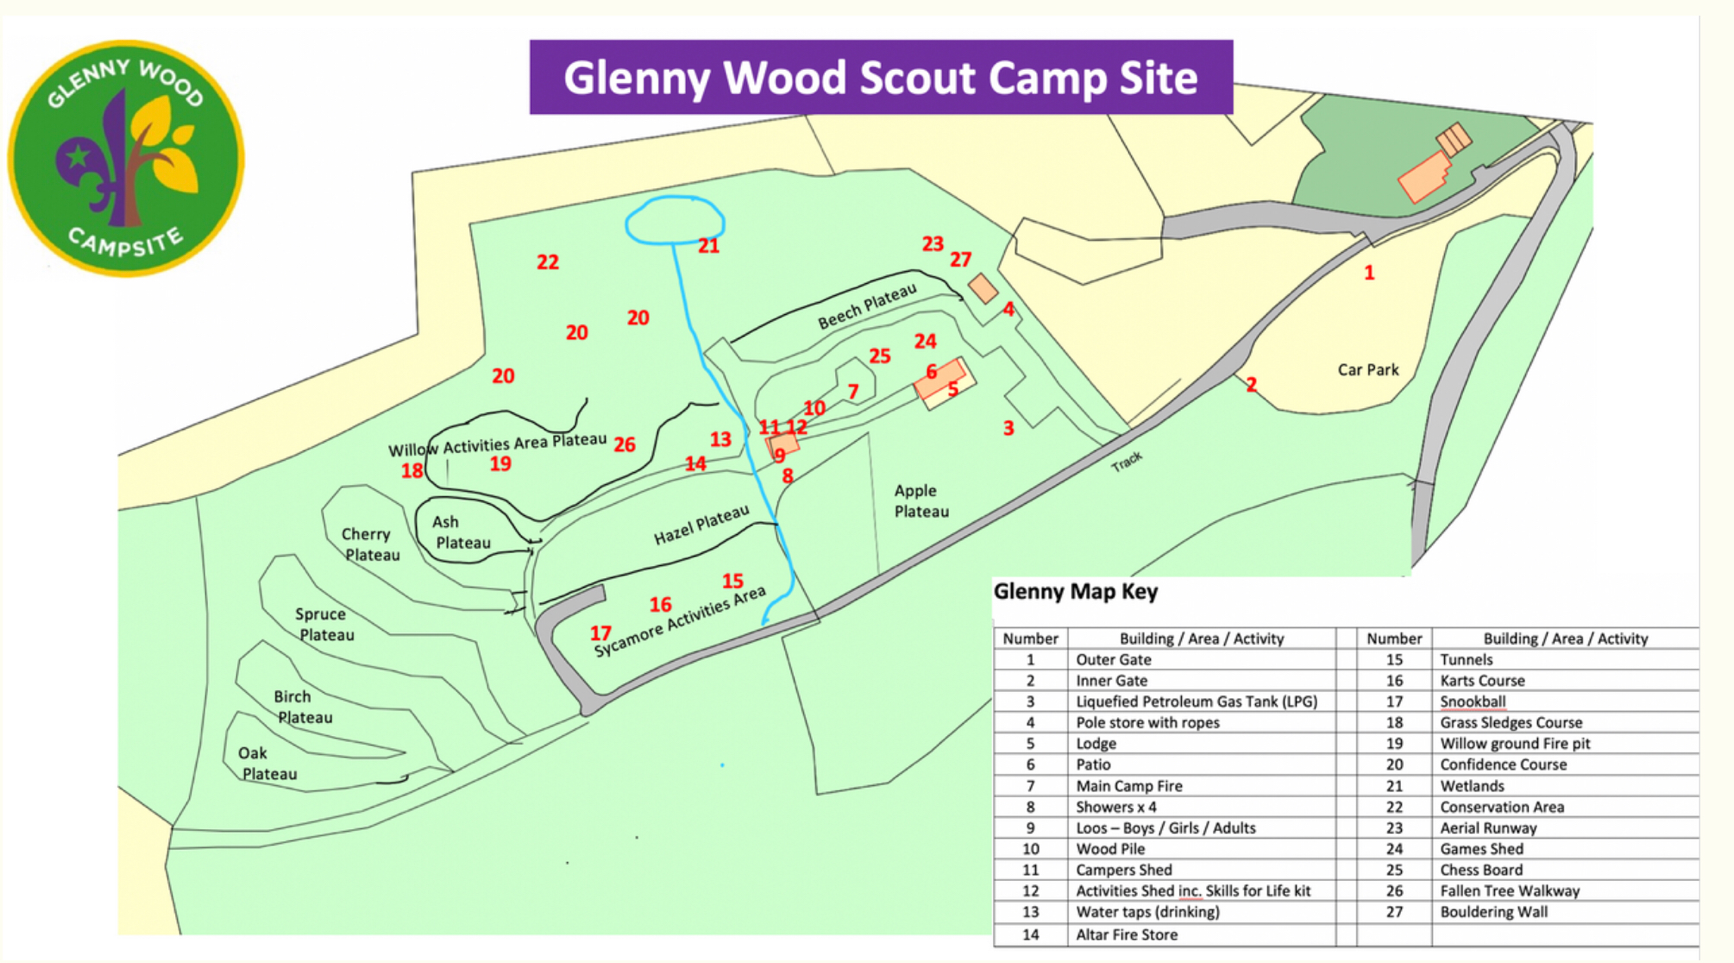 GLENNY WOOD
CAMPSITE
Glenny Wood Scout Camp Site
1
2
Car Park
Track
21
22
23
27
4
20
20
20
Beech Plateau
24
25
6
5
7
10
11 12
9
8
3
13
14
Willow Activities Area Plateau
26
18
19
Apple
Plateau
Hazel Plateau
Ash
Plateau
Cherry
Plateau
15
16
17
Sycamore Activities Area
Spruce
Plateau
Birch
Plateau
Oak
Plateau
Glenny Map Key
Number Building / Area / Activity Number Building / Area / Activity
1 Outer Gate 15 Tunnels
2 Inner Gate 16 Karts Course
3 Liquefied Petroleum Gas Tank (LPG) 17 Snookball
4 Pole store with ropes 18 Grass Sledges Course
5 Lodge 19 Willow ground Fire pit
6 Patio 20 Confidence Course
7 Main Camp Fire 21 Wetlands
8 Showers x 4 22 Conservation Area
9 Loos – Boys / Girls / Adults 23 Aerial Runway
10 Wood Pile 24 Games Shed
11 Campers Shed 25 Chess Board
12 Activities Shed inc. Skills for Life kit 26 Fallen Tree Walkway
13 Water taps (drinking) 27 Bouldering Wall
14 Altar Fire Store